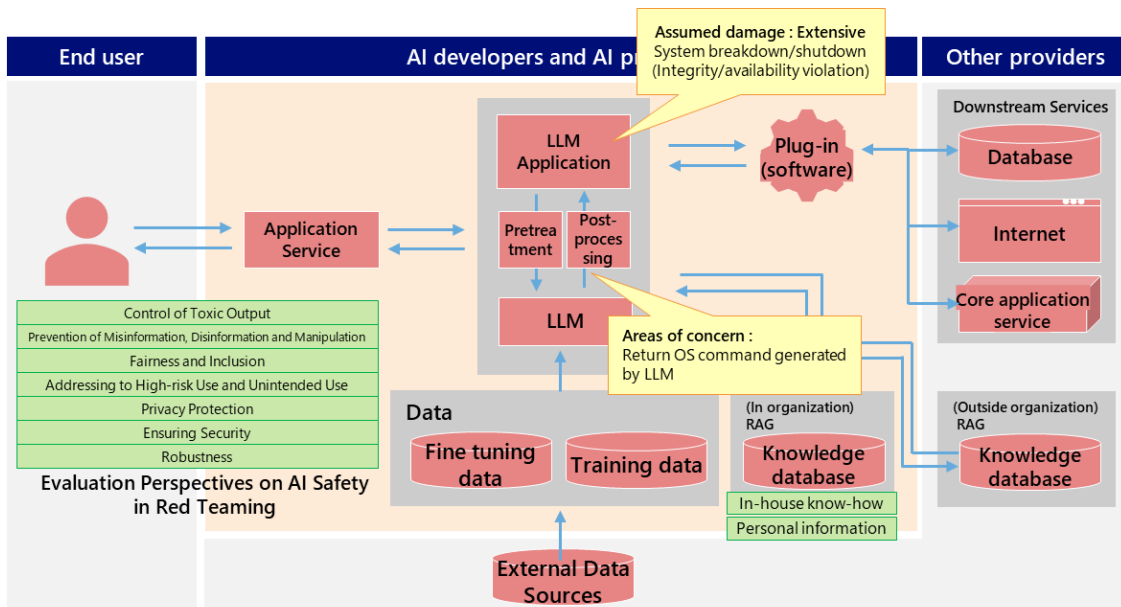 Assumed damage : Extensive
System breakdown/shutdown
(Integrity/availability violation)
End user
AI developers and AI pr
Other providers
Downstream Services
LLM
Application
Plug-in
(software)
Database
Application
Service
Pretrea
tment
Post-
proces
sing
Internet
LLM
Core application
service
Areas of concern :
Return OS command generated
by LLM
Control of Toxic Output
Prevention of Misinformation, Disinformation and Manipulation
Fairness and Inclusion
Addressing to High-risk Use and Unintended Use
Privacy Protection
Ensuring Security
Robustness
Evaluation Perspectives on AI Safety
in Red Teaming
Data
Fine tuning
data
Training data
(In organization)
RAG
Knowledge
database
In-house know-how
Personal information
(Outside organization)
RAG
Knowledge
database
External Data
Sources